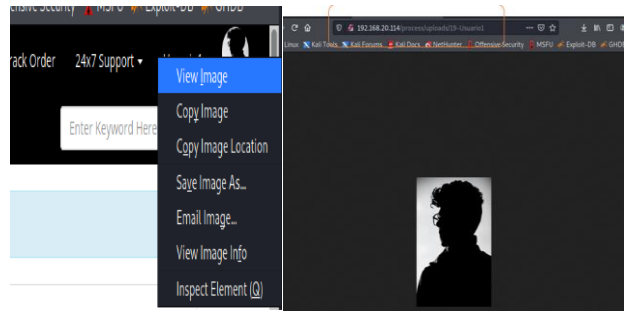 ensive Security MSFU Exploit-DB GHDB
rack Order 24x7 Support
Enter Keyword Here
View Image
Copy Image
Copy Image Location
Save Image As...
Email Image...
View Image Info
Inspect Element (Q)
192.168.20.114/process/uploads/19-Usuario1
Linux Kali Tools Kali Forums Kali Docs NetHunter Offensive Security MSFU Exploit-DB GHDB